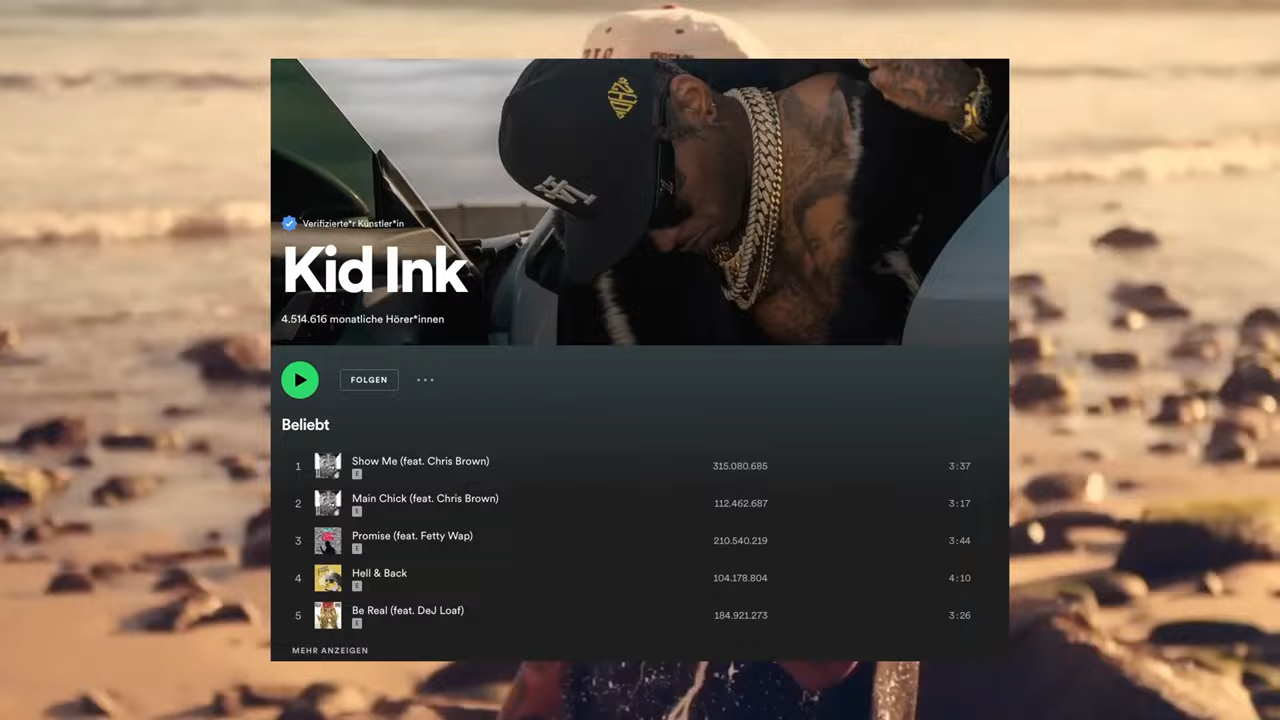 Verifizierte*r Künstler*in
Kid Ink
4.514.616 monatliche Hörer*innen
FOLGEN
Beliebt
1 Show Me (feat. Chris Brown) 315.080.685 3:37
E
2 Main Chick (feat. Chris Brown) 112.462.687 3:17
E
3 Promise (feat. Fetty Wap) 210.540.219 3:44
E
4 Hell & Back 104.178.804 4:10
E
5 Be Real (feat. DeJ Loaf) 184.921.273 3:26
E
MEHR ANZEIGEN